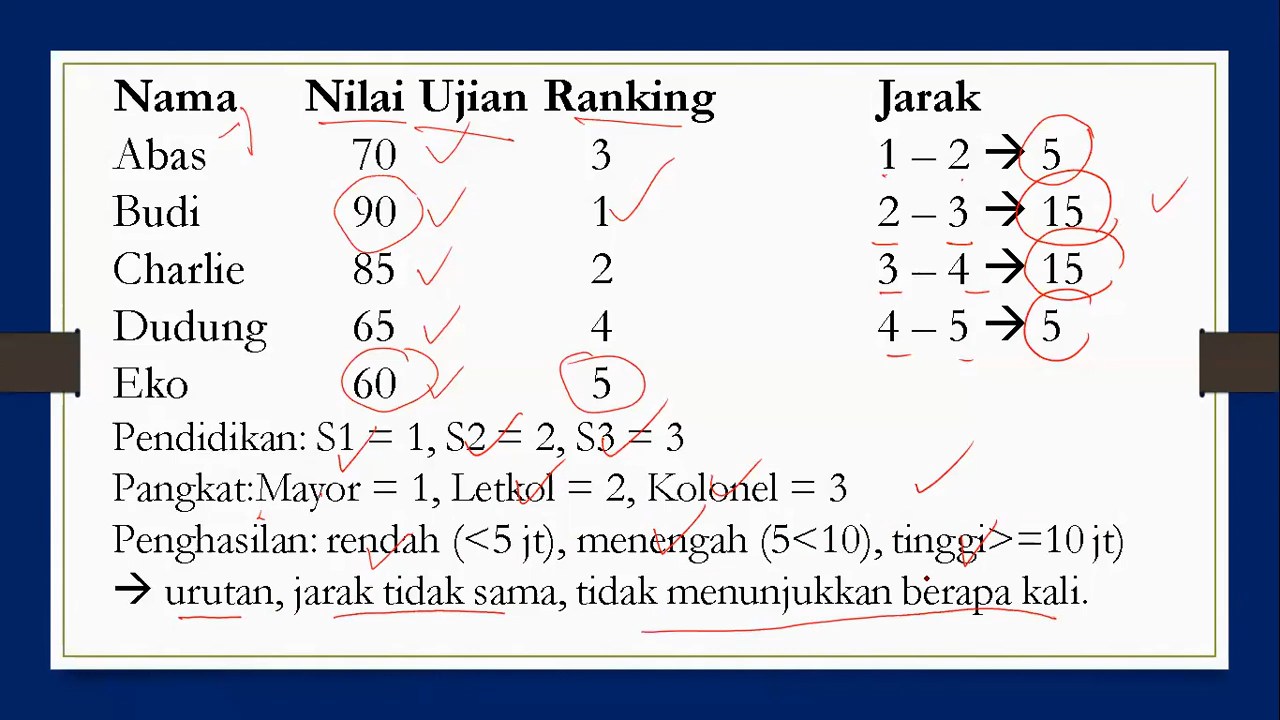 Nama Nilai Ujian Ranking Jarak
Abas 70 3 1 – 2 → 5
Budi 90 1 2 – 3 → 15
Charlie 85 2 3 – 4 → 15
Dudung 65 4 4 – 5 → 5
Eko 60 5
Pendidikan: S1 = 1, S2 = 2, S3 = 3
Pangkat:Mayor = 1, Letkol = 2, Kolonel = 3
Penghasilan: rendah (<5 jt), menengah (5<10), tinggi>=10 jt)
→ urutan, jarak tidak sama, tidak menunjukkan berapa kali.